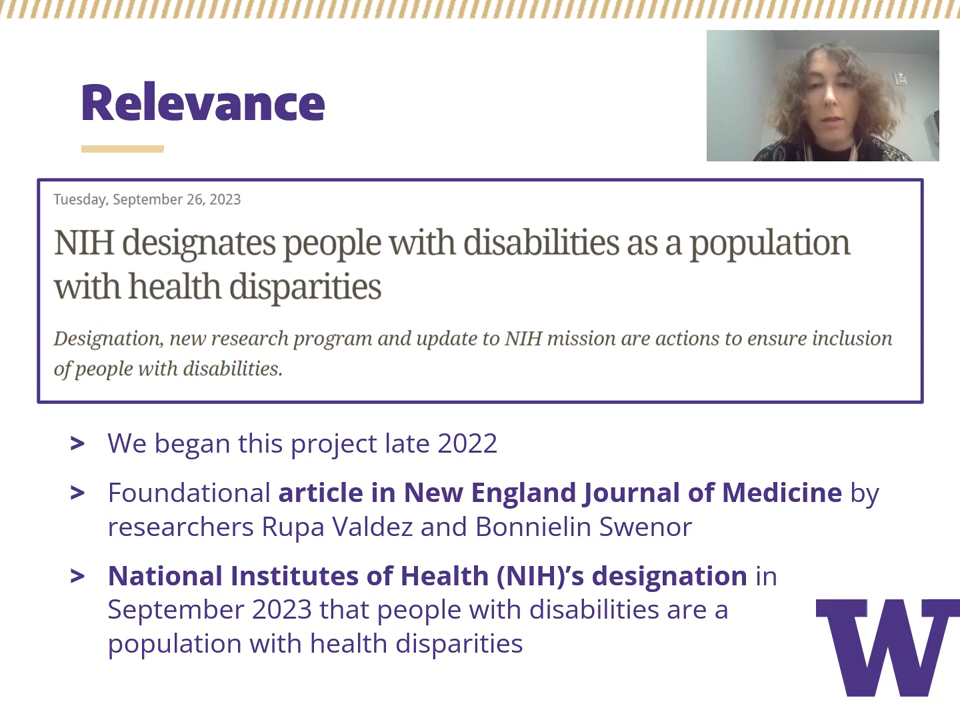 Relevance
Tuesday, September 26, 2023
NIH designates people with disabilities as a population
with health disparities
Designation, new research program and update to NIH mission are actions to ensure inclusion
of people with disabilities.
> We began this project late 2022
> Foundational article in New England Journal of Medicine by
researchers Rupa Valdez and Bonnielin Swenor
> National Institutes of Health (NIH)’s designation in
September 2023 that people with disabilities are a
population with health disparities
W